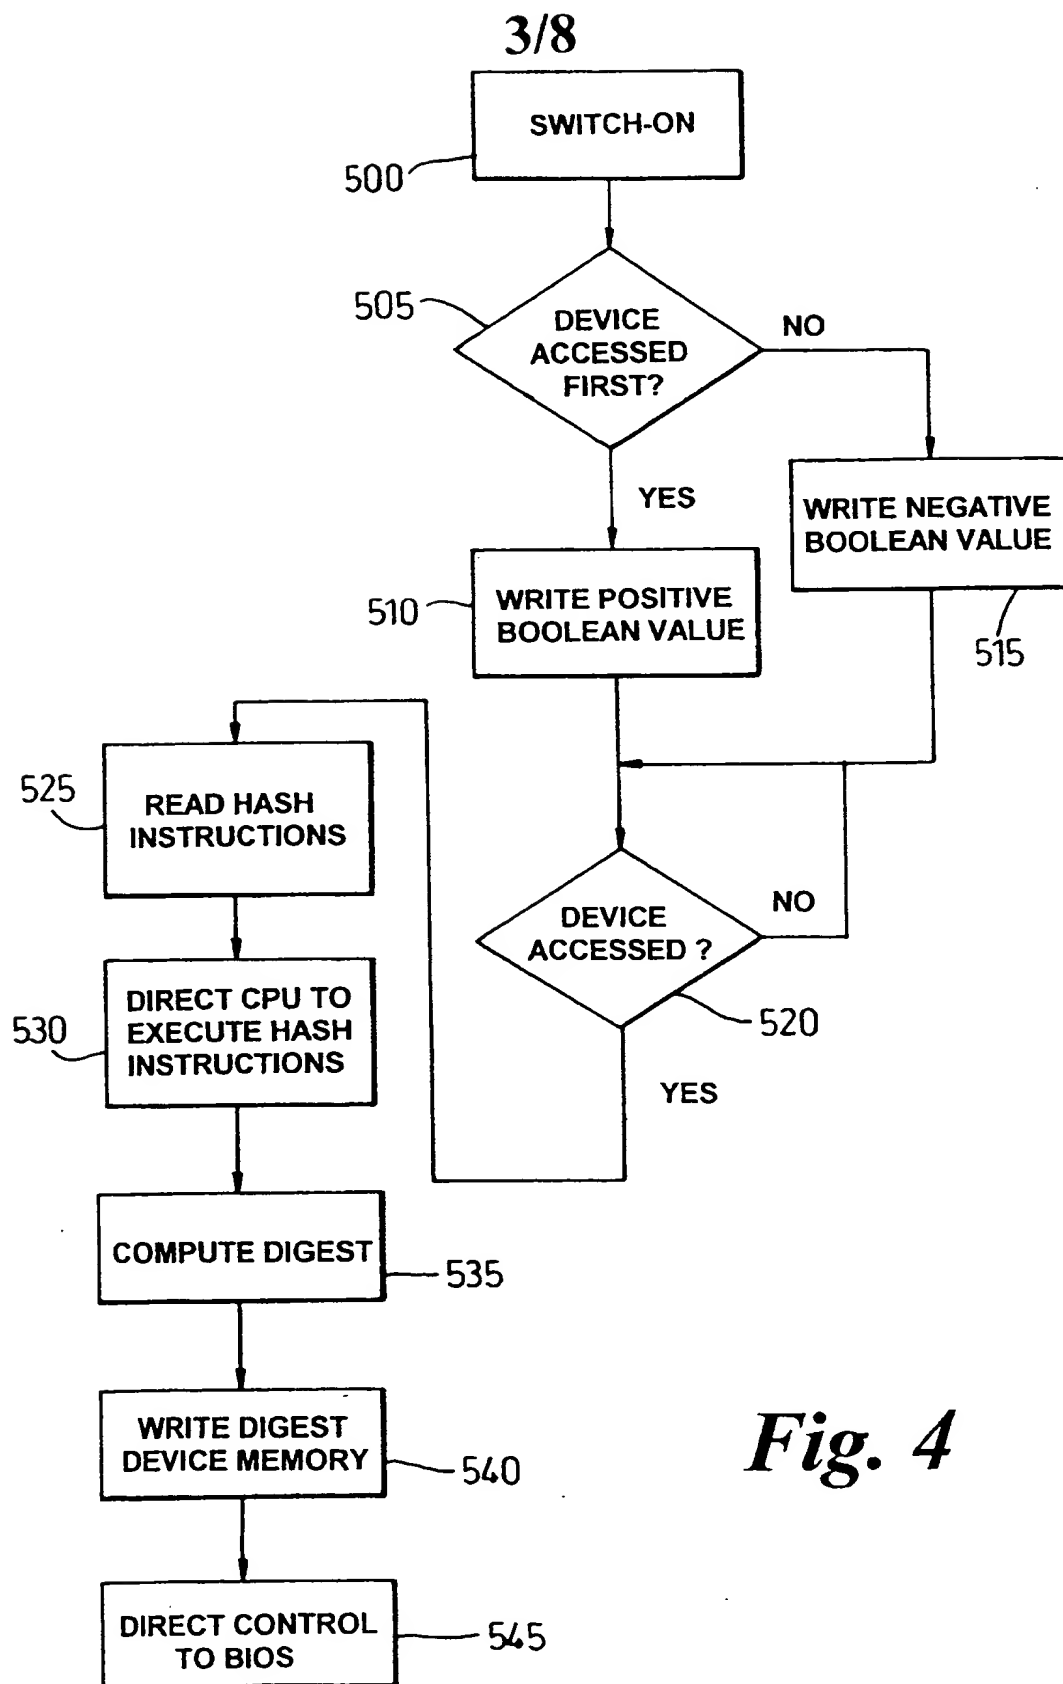 3/8
SWITCH-ON
500
505
DEVICE
ACCESSED
FIRST?
NO
YES
WRITE NEGATIVE
BOOLEAN VALUE
515
510
WRITE POSITIVE
BOOLEAN VALUE
525
READ HASH
INSTRUCTIONS
DEVICE
ACCESSED ?
NO
520
YES
530
DIRECT CPU TO
EXECUTE HASH
INSTRUCTIONS
COMPUTE DIGEST
535
WRITE DIGEST
DEVICE MEMORY
540
Fig. 4
DIRECT CONTROL
TO BIOS
545